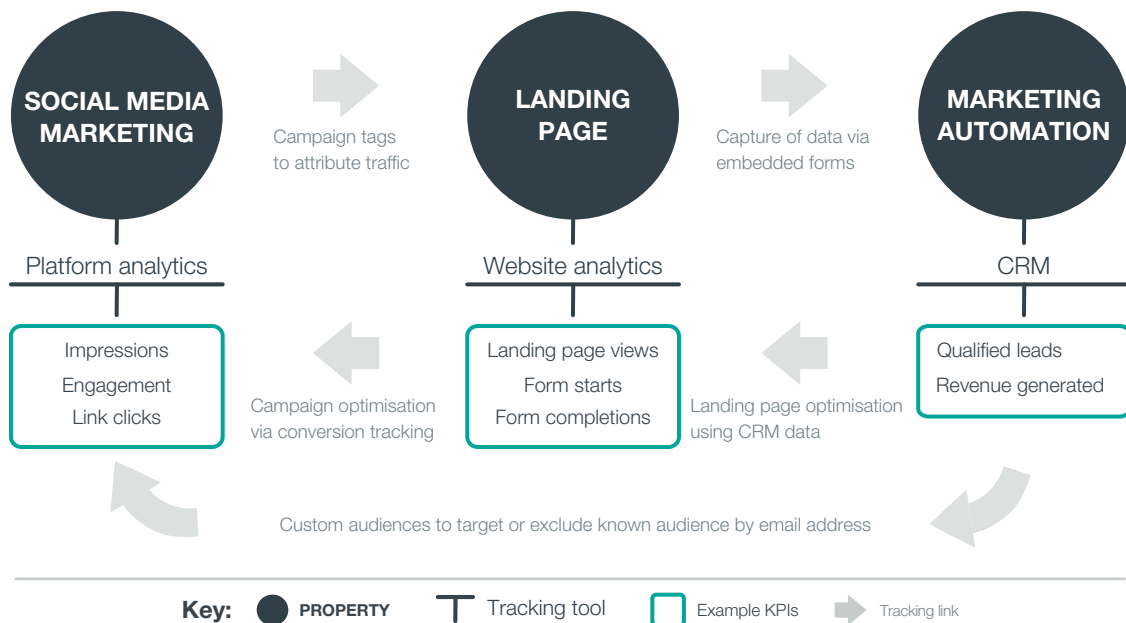 SOCIAL MEDIA
MARKETING
Campaign tags
to attribute traffic
LANDING
PAGE
Capture of data via
embedded forms
MARKETING
AUTOMATION
Platform analytics
Website analytics
CRM
Impressions
Engagement
Link clicks
Campaign optimisation
via conversion tracking
Landing page views
Form starts
Form completions
Landing page optimisation
using CRM data
Qualified leads
Revenue generated
Custom audiences to target or exclude known audience by email address
Key:
PROPERTY
Tracking tool
Example KPIs
Tracking link